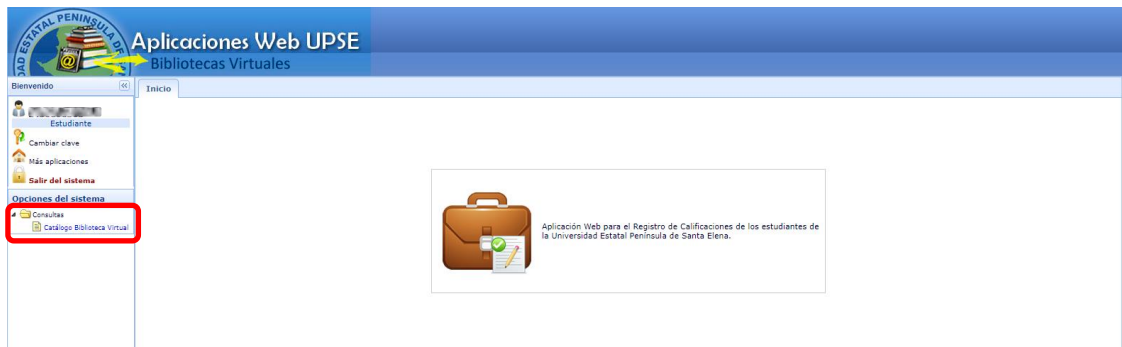 ESTATAL PENINSULA DE
Aplicaciones Web UPSE
Bibliotecas Virtuales
Bienvenido
Inicio
Estudiante
Cambiar clave
Más aplicaciones
Salir del sistema
Opciones del sistema
Consultas
Catálogo Biblioteca Virtual
Aplicación Web para el Registro de Calificaciones de los estudiantes de
la Universidad Estatal Península de Santa Elena.